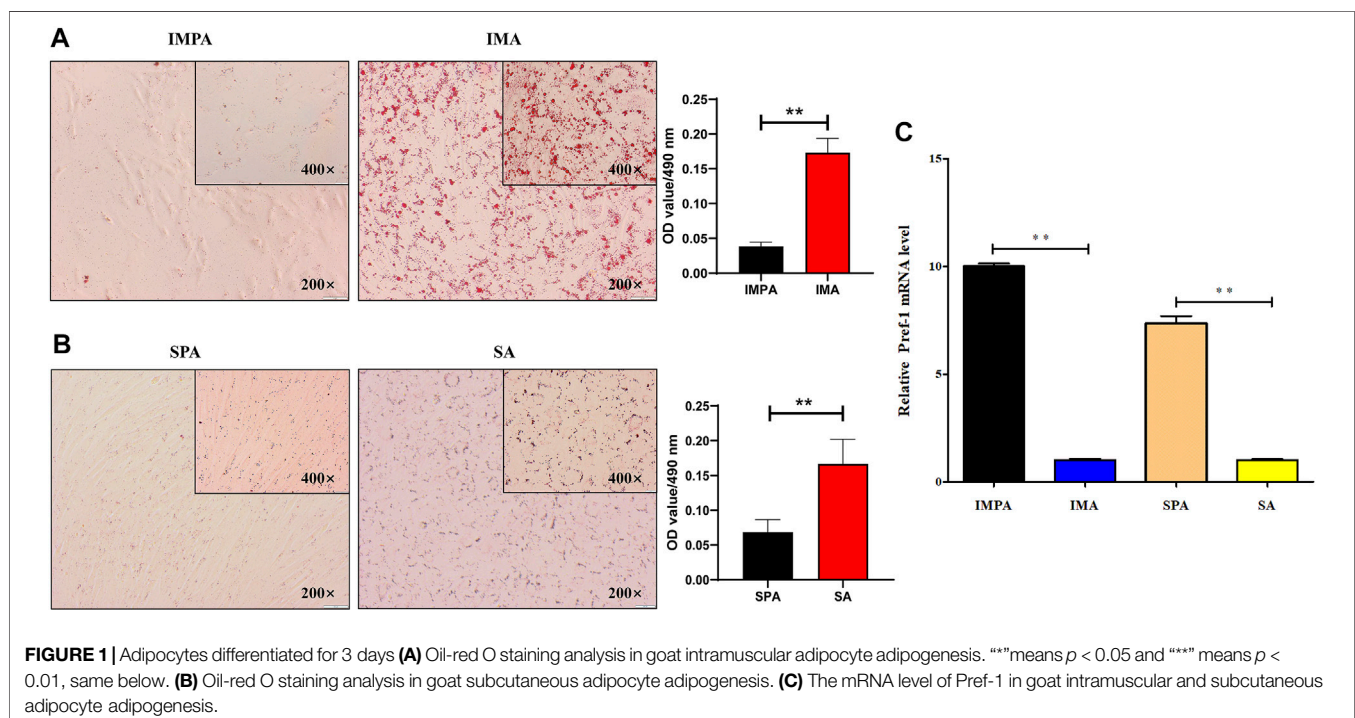 A
IMPA
IMA
400×
200×
400×
200×
OD value/490 nm
0.25
0.20
0.15
0.10
0.05
0.00
**
IMPA
IMA
B
SPA
SA
400×
200×
400×
200×
OD value/490 nm
0.25
0.20
0.15
0.10
0.05
0.00
**
SPA
SA
C
Relative Pref-1 mRNA level
15
10
5
0
**
**
IMPA
IMA
SPA
SA
FIGURE 1 | Adipocytes differentiated for 3 days (A) Oil-red O staining analysis in goat intramuscular adipocyte adipogenesis. “*”means p < 0.05 and “**” means p <
0.01, same below. (B) Oil-red O staining analysis in goat subcutaneous adipocyte adipogenesis. (C) The mRNA level of Pref-1 in goat intramuscular and subcutaneous
adipocyte adipogenesis.